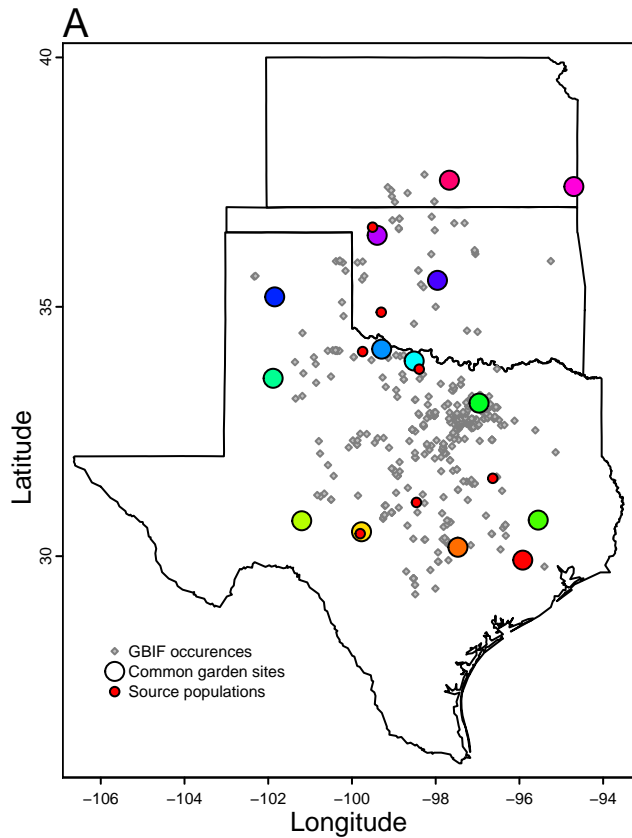 A
40
35
30
Latitude
GBIF occurences
Common garden sites
Source populations
−106 −104 −102 −100 −98 −96 −94
Longitude